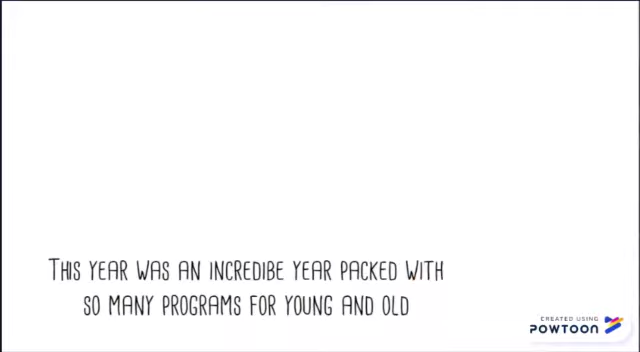 THIS YEAR WAS AN INCREDIBE YEAR PACKED WITH
SO MANY PROGRAMS FOR YOUNG AND OLD
CREATED USING
POWTOON